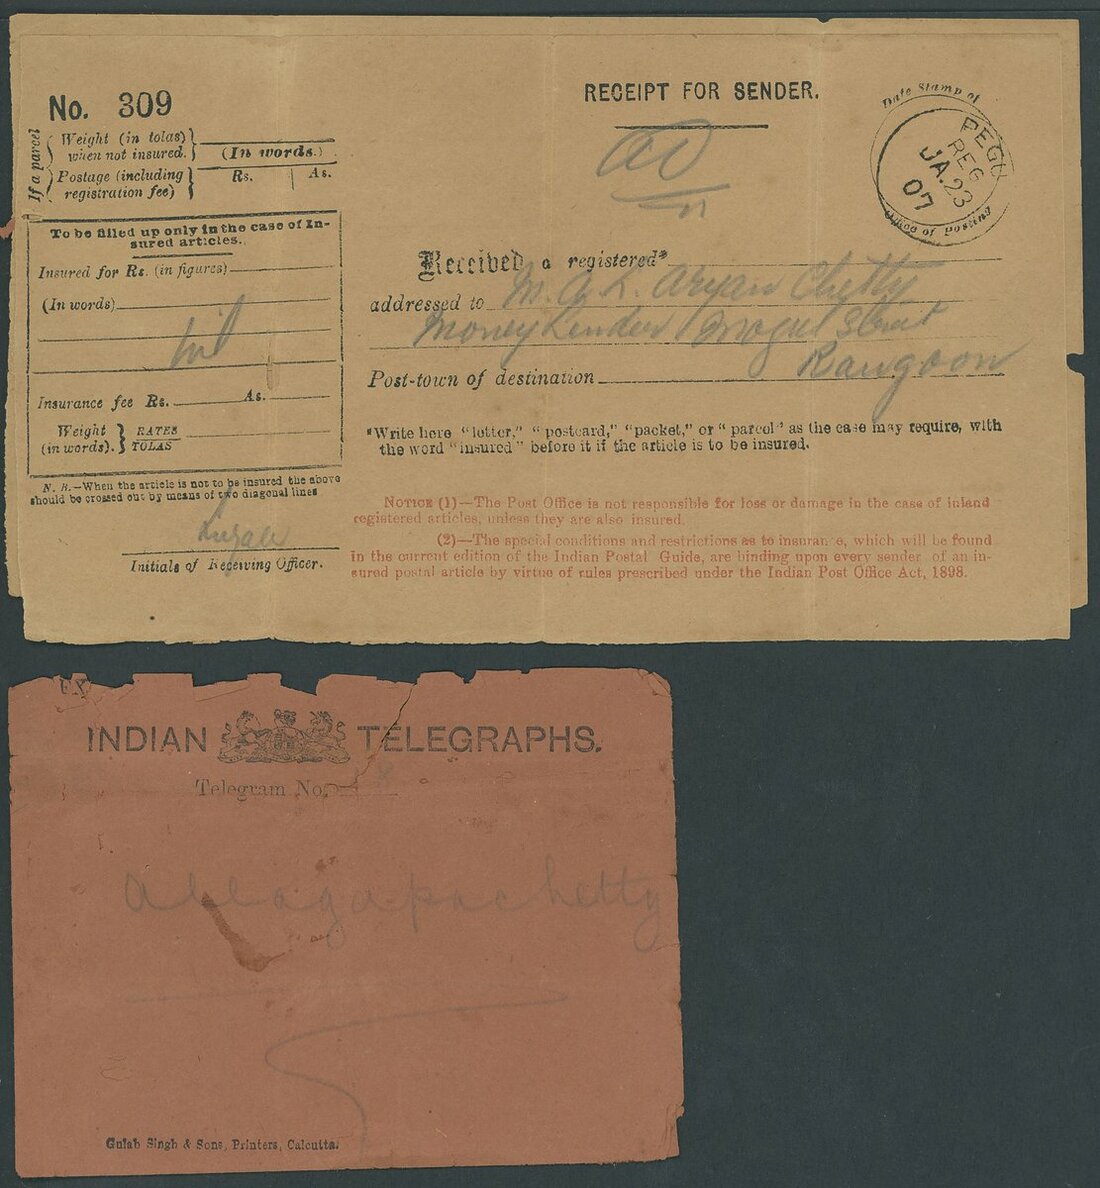 No. 309
RECEIPT FOR SENDER.
AD
Date Stamp of
PEGU
REG
JA.23
07
Office of Posting
If a parcel
Weight (in tolas) when not insured.
(In words.)
Postage (including registration fee)
Rs. As.
To be filled up only in the case of In-
sured articles.
Insured for Rs. (in figures)
(In words)
nil
Insurance fee Rs. As.
Weight (in words).
RATES
TOLAS
N. B.—When the article is not to be insured the above
should be crossed out by means of two diagonal lines
Initials of Receiving Officer.
Received a registered*
addressed to M. A. L. Aryan Chetty
Money Lender Mogul Street
Rangoon
Post-town of destination
*Write here "letter," "postcard," "packet," or "parcel" as the case may require, with
the word "insured" before it if the article is to be insured.
NOTICE (1)—The Post Office is not responsible for loss or damage in the case of inland
registered articles, unless they are also insured.
(2)—The special conditions and restrictions as to insurance, which will be found
in the current edition of the Indian Postal Guide, are binding upon every sender of an in-
sured postal article by virtue of rules prescribed under the Indian Post Office Act, 1898.
INDIAN TELEGRAPHS.
Telegram No.
Allagapachetty
Gulab Singh & Sons, Printers, Calcutta.